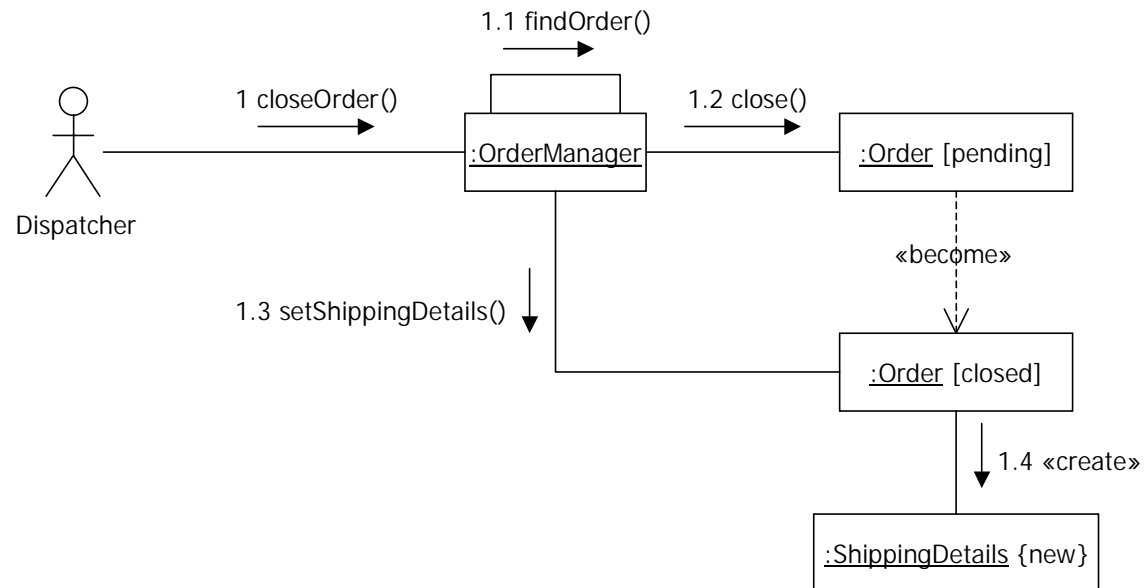 1.1 findOrder()
1 closeOrder()
1.2 close()
:OrderManager
:Order [pending]
Dispatcher
«become»
1.3 setShippingDetails()
:Order [closed]
1.4 «create»
:ShippingDetails {new}